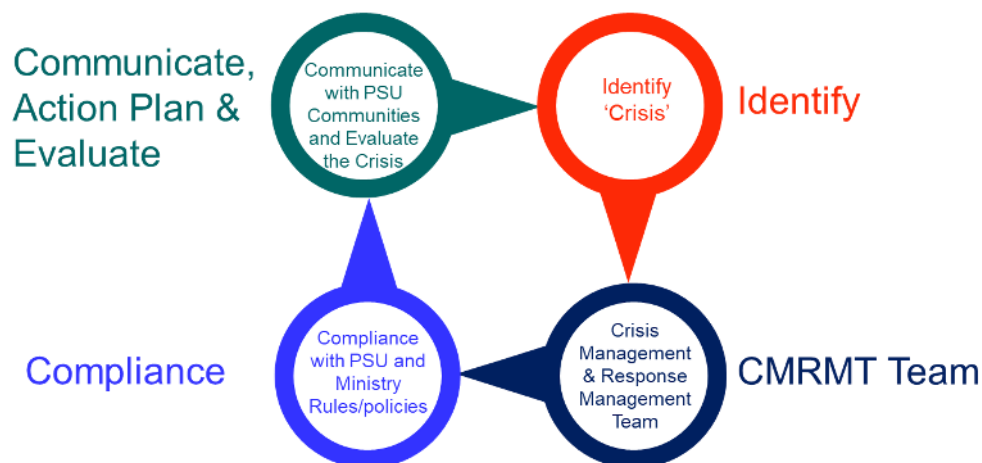 Communicate,
Action Plan &
Evaluate
Communicate
with PSU
Communities
and Evaluate
the Crisis
Identify
‘Crisis’
Identify
Compliance
Compliance
with PSU and
Ministry
Rules/policies
Crisis
Management
& Response
Management
Team
CMRMT Team